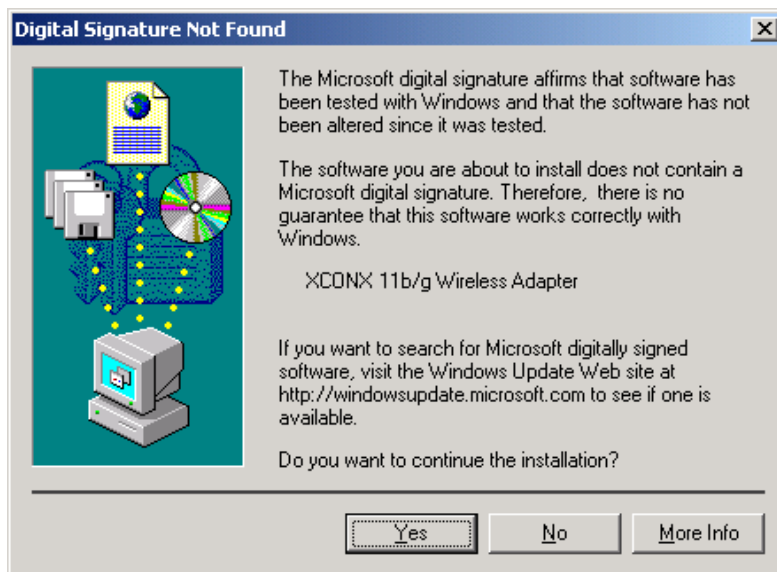 Digital Signature Not Found
The Microsoft digital signature affirms that software has
been tested with Windows and that the software has not
been altered since it was tested.
The software you are about to install does not contain a
Microsoft digital signature. Therefore, there is no
guarantee that this software works correctly with
Windows.
XCONX 11b/g Wireless Adapter
If you want to search for Microsoft digitally signed
software, visit the Windows Update Web site at
http://windowsupdate.microsoft.com to see if one is
available.
Do you want to continue the installation?
Yes No More Info